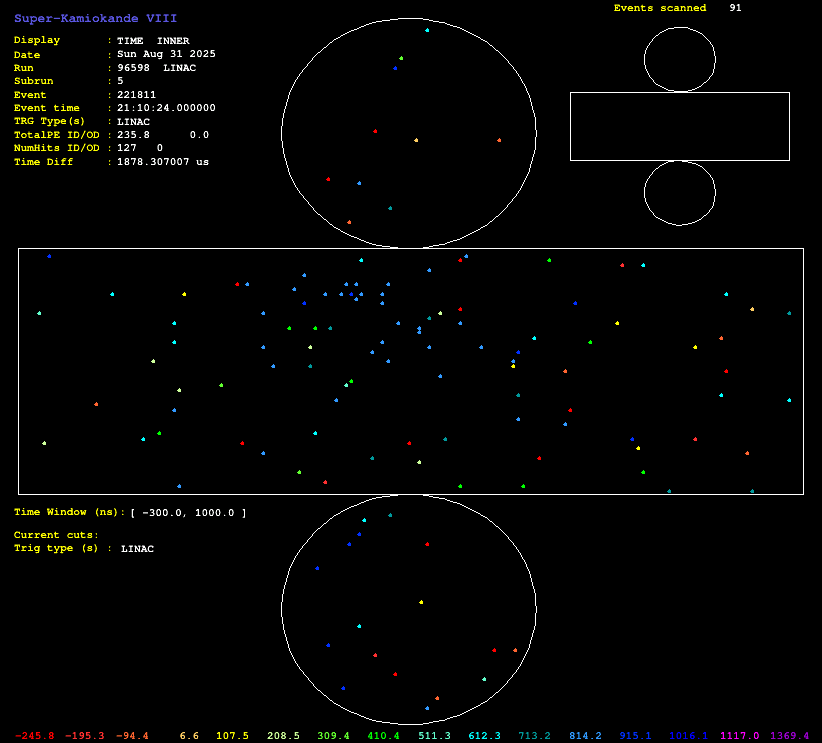 Super-Kamiokande VIII
Events scanned 91
Display : TIME INNER
Date : Sun Aug 31 2025
Run : 96598 LINAC
Subrun : 5
Event : 221811
Event time : 21:10:24.000000
TRG Type(s) : LINAC
TotalPE ID/OD : 235.8 0.0
NumHits ID/OD : 127 0
Time Diff : 1878.307007 us
Time Window (ns): [ -300.0, 1000.0 ]
Current cuts:
Trig type (s) : LINAC
-245.8 -195.3 -94.4 6.6 107.5 208.5 309.4 410.4 511.3 612.3 713.2 814.2 915.1 1016.1 1117.0 1369.4